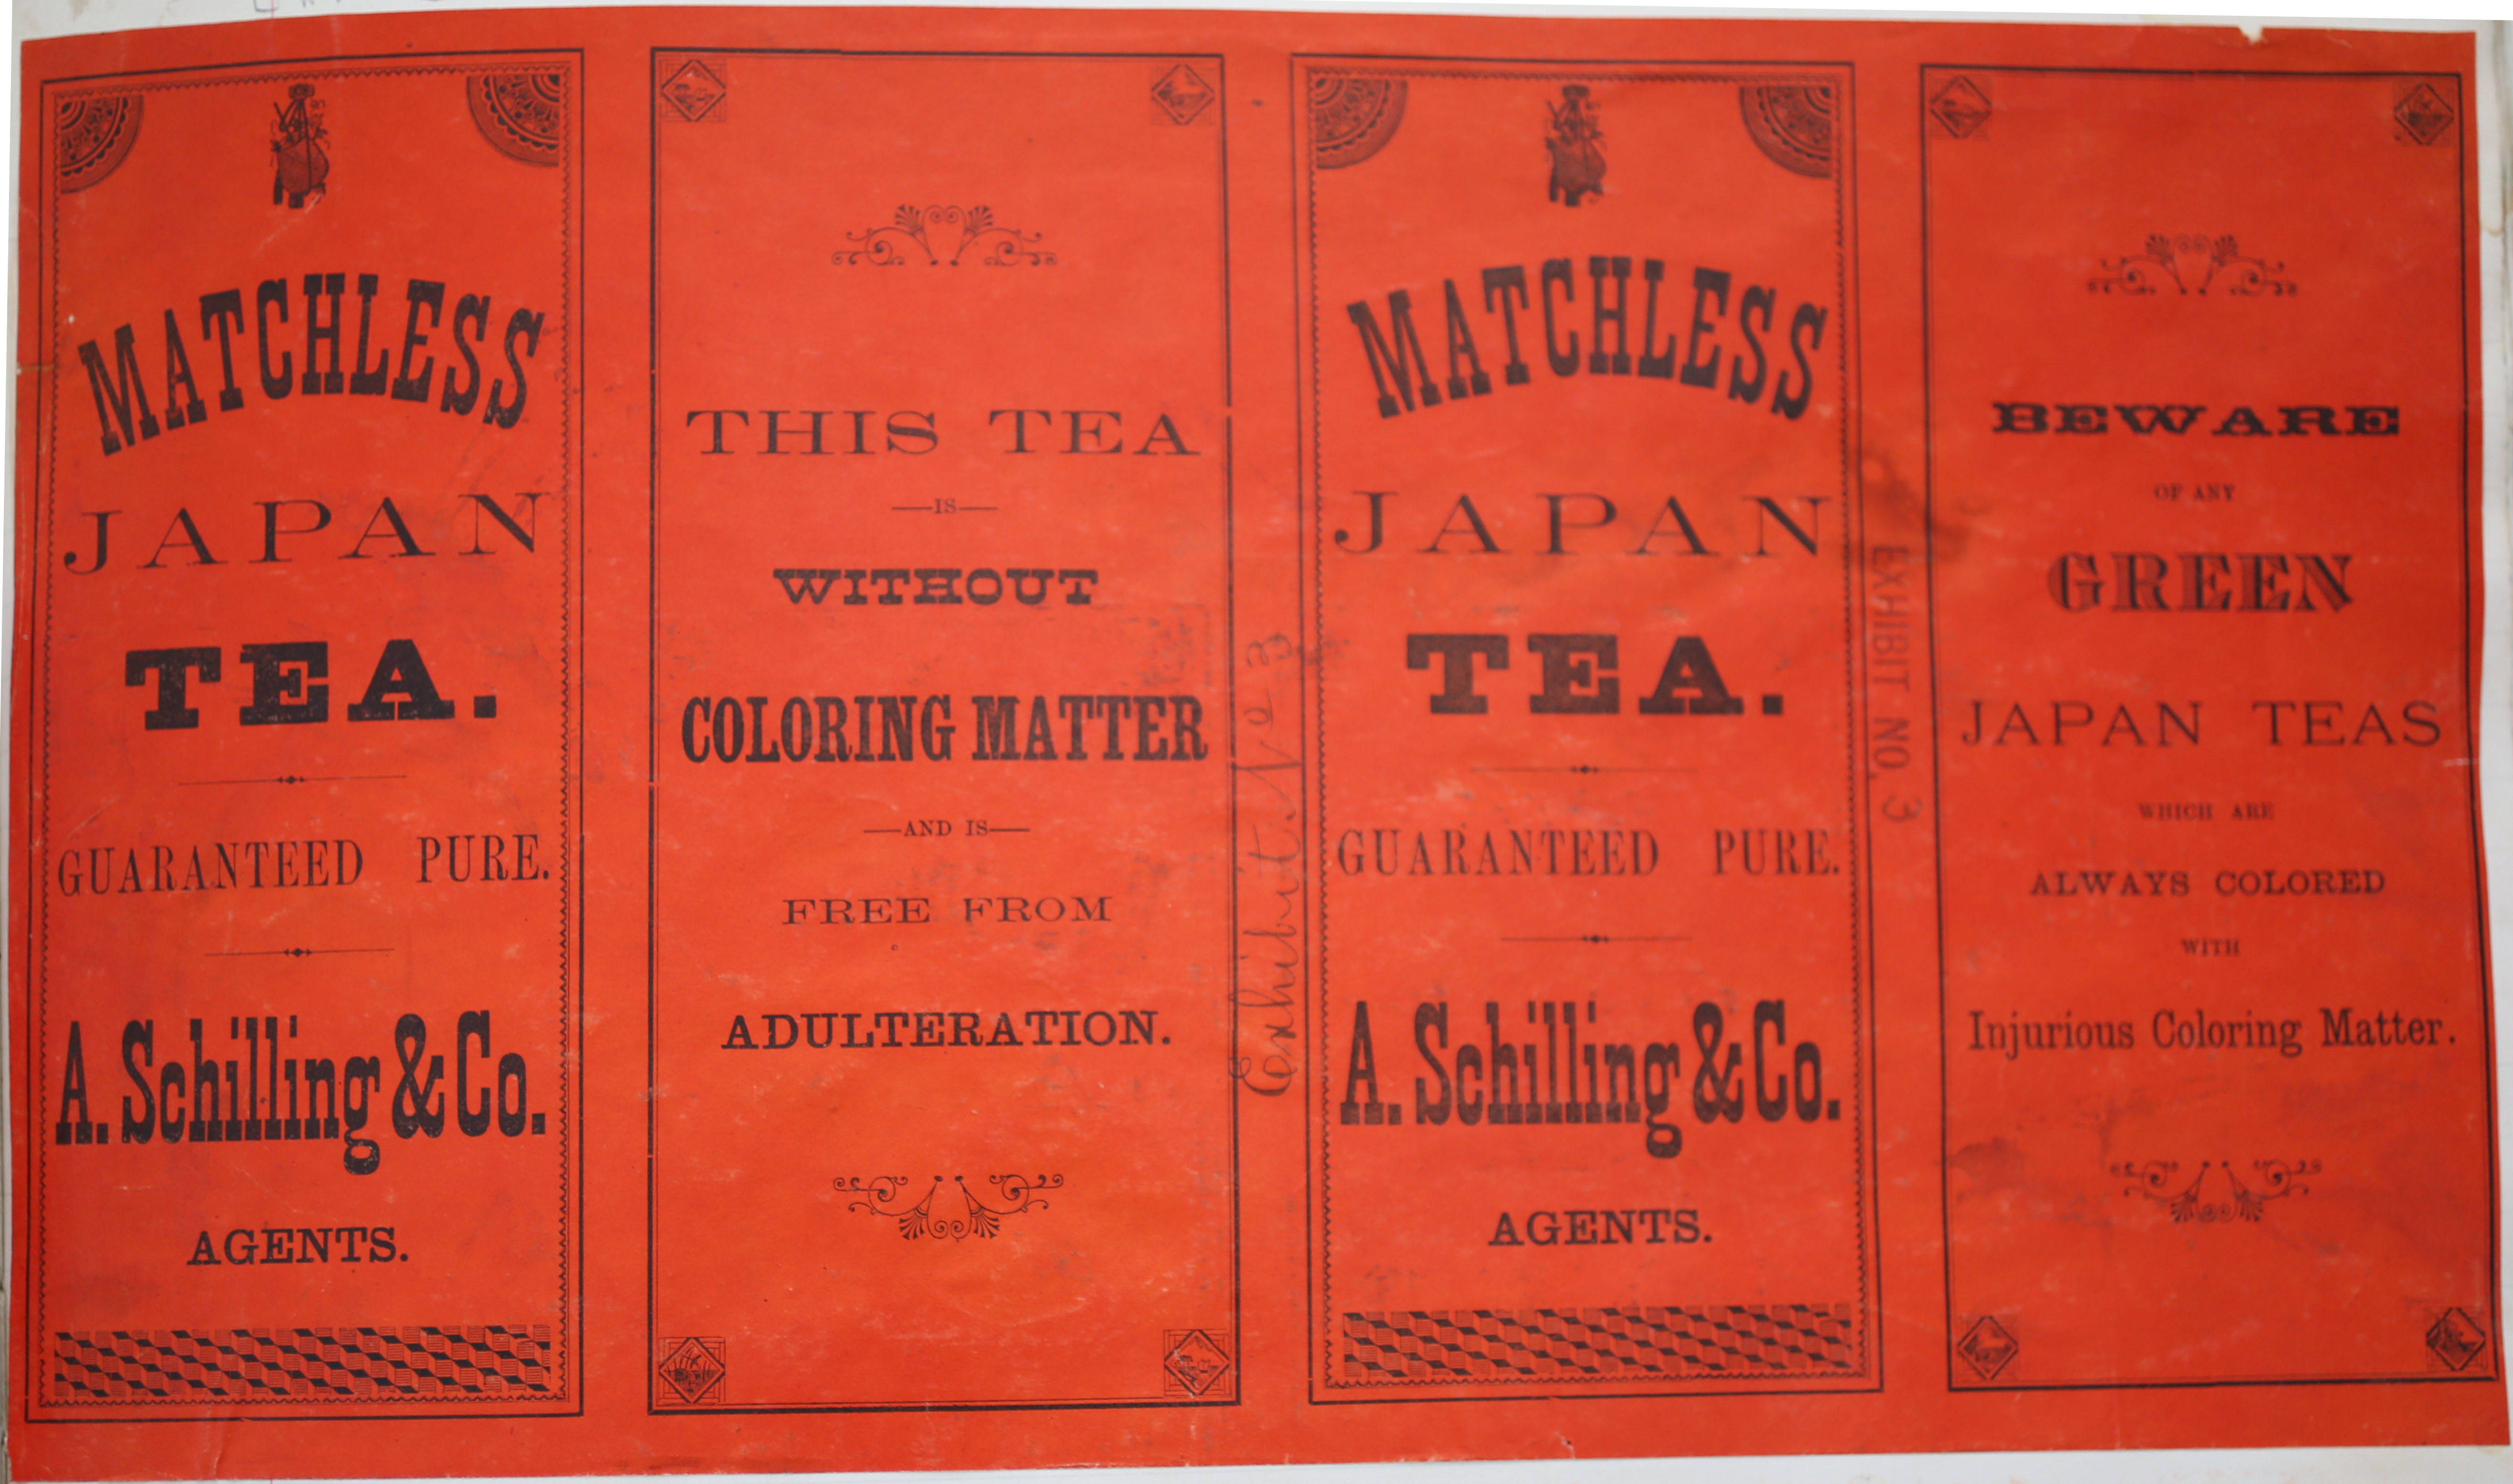 MATCHLESS
JAPAN
TEA.
GUARANTEED PURE.
A. Schilling & Co.
AGENTS.
THIS TEA
—IS—
WITHOUT
COLORING MATTER
—AND IS—
FREE FROM
ADULTERATION.
Exhibit No 3
MATCHLESS
JAPAN
TEA.
GUARANTEED PURE.
A. Schilling & Co.
AGENTS.
EXHIBIT NO. 3
BEWARE
OF ANY
GREEN
JAPAN TEAS
WHICH ARE
ALWAYS COLORED
WITH
Injurious Coloring Matter.